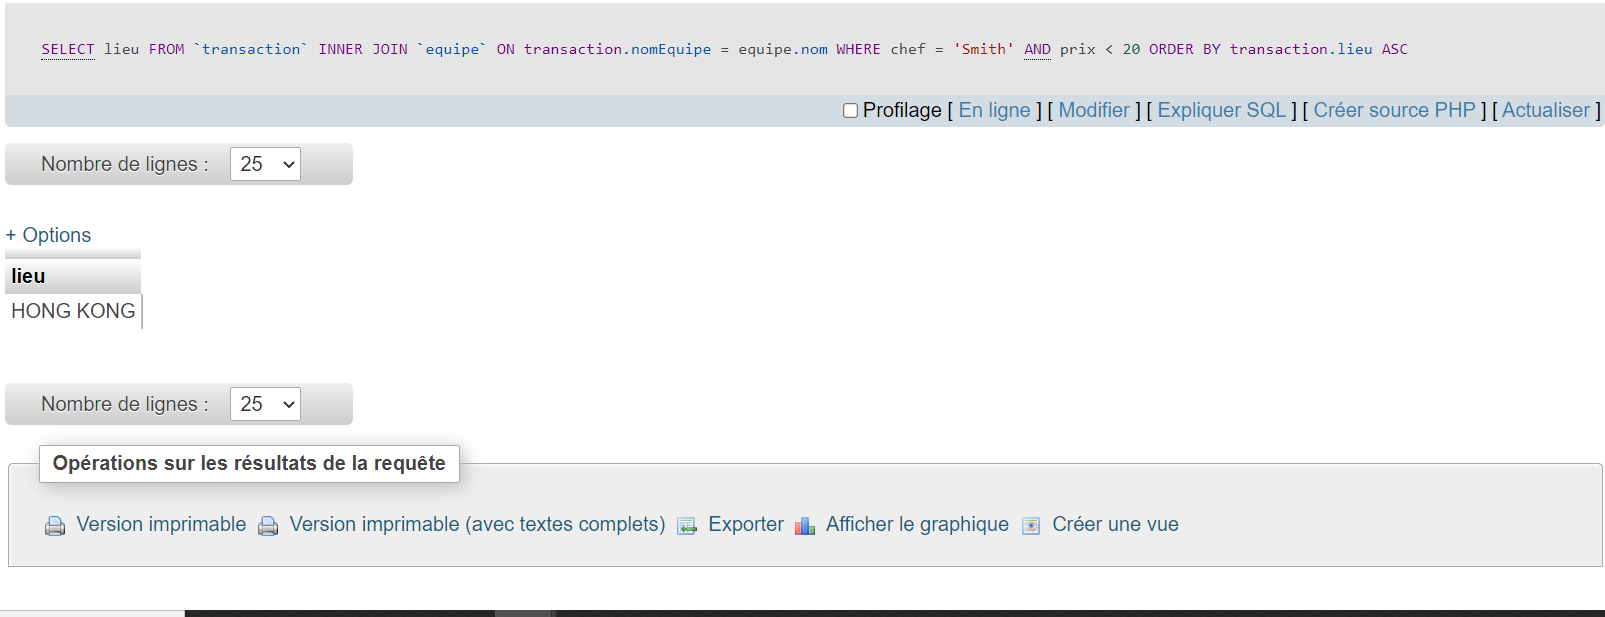 SELECT lieu FROM `transaction` INNER JOIN `equipe` ON transaction.nomEquipe = equipe.nom WHERE chef = 'Smith' AND prix < 20 ORDER BY transaction.lieu ASC
Profilage [ En ligne ] [ Modifier ] [ Expliquer SQL ] [ Créer source PHP ] [ Actualiser ]
Nombre de lignes : 25
+ Options
lieu
HONG KONG
Nombre de lignes : 25
Opérations sur les résultats de la requête
Version imprimable Version imprimable (avec textes complets) Exporter Afficher le graphique Créer une vue